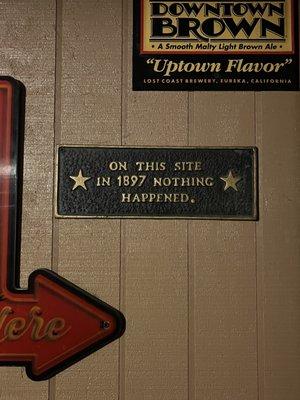 DOWNTOWN
BROWN
• A Smooth Malty Light Brown Ale •
"Uptown Flavor"
LOST COAST BREWERY, EUREKA, CALIFORNIA
ON THIS SITE
IN 1897 NOTHING
HAPPENED.
ere